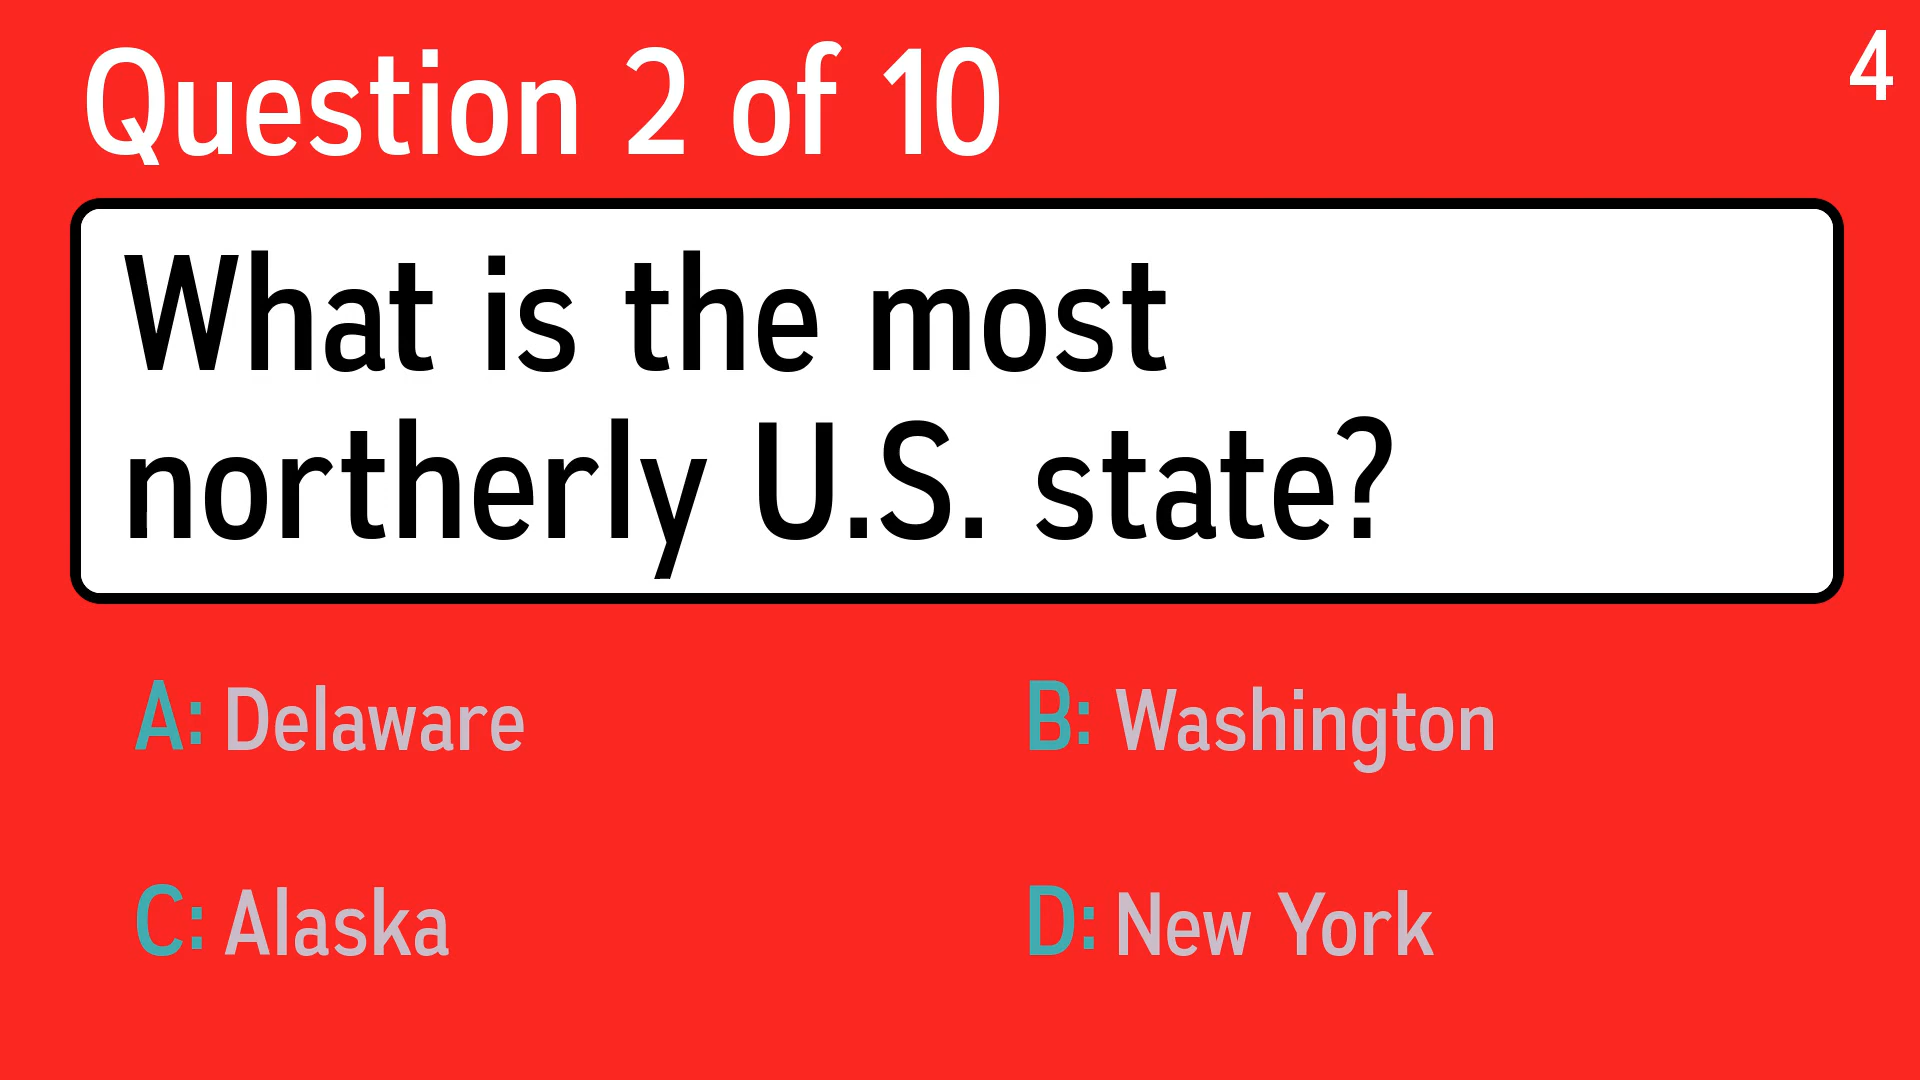 Question 2 of 10
4
What is the most
northerly U.S. state?
A: Delaware
B: Washington
C: Alaska
D: New York